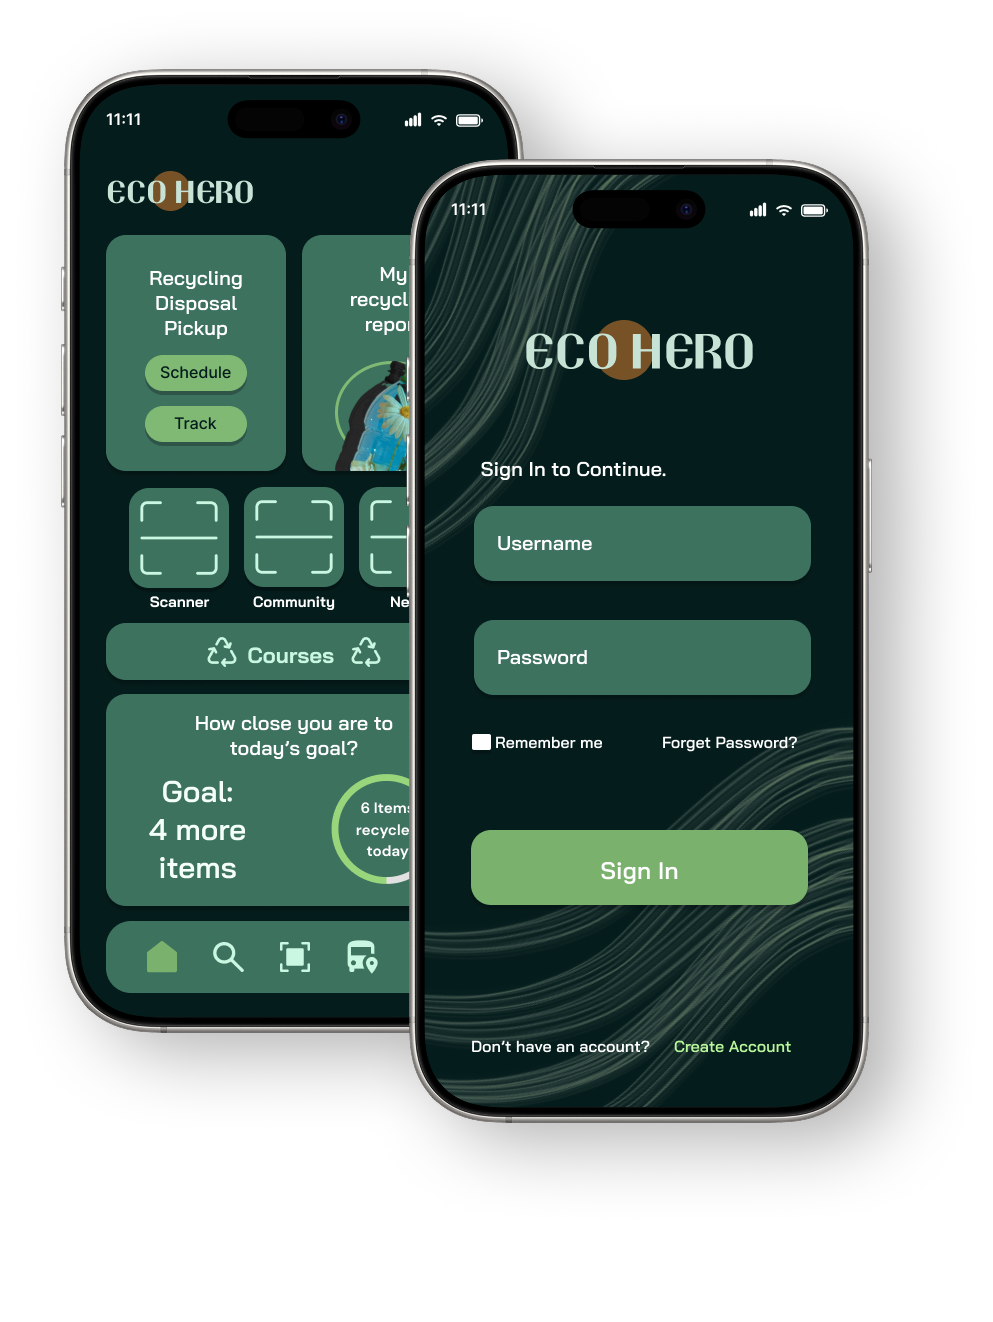 11:11
ECO HERO
Recycling
Disposal
Pickup
Schedule
Track
My
recycl
repor
Scanner
Community
Ne
Courses
How close you are to
today's goal?
Goal:
4 more
items
6 Items
recycle
today
11:11
ECO HERO
Sign In to Continue.
Username
Password
Remember me
Forget Password?
Sign In
Don't have an account?
Create Account